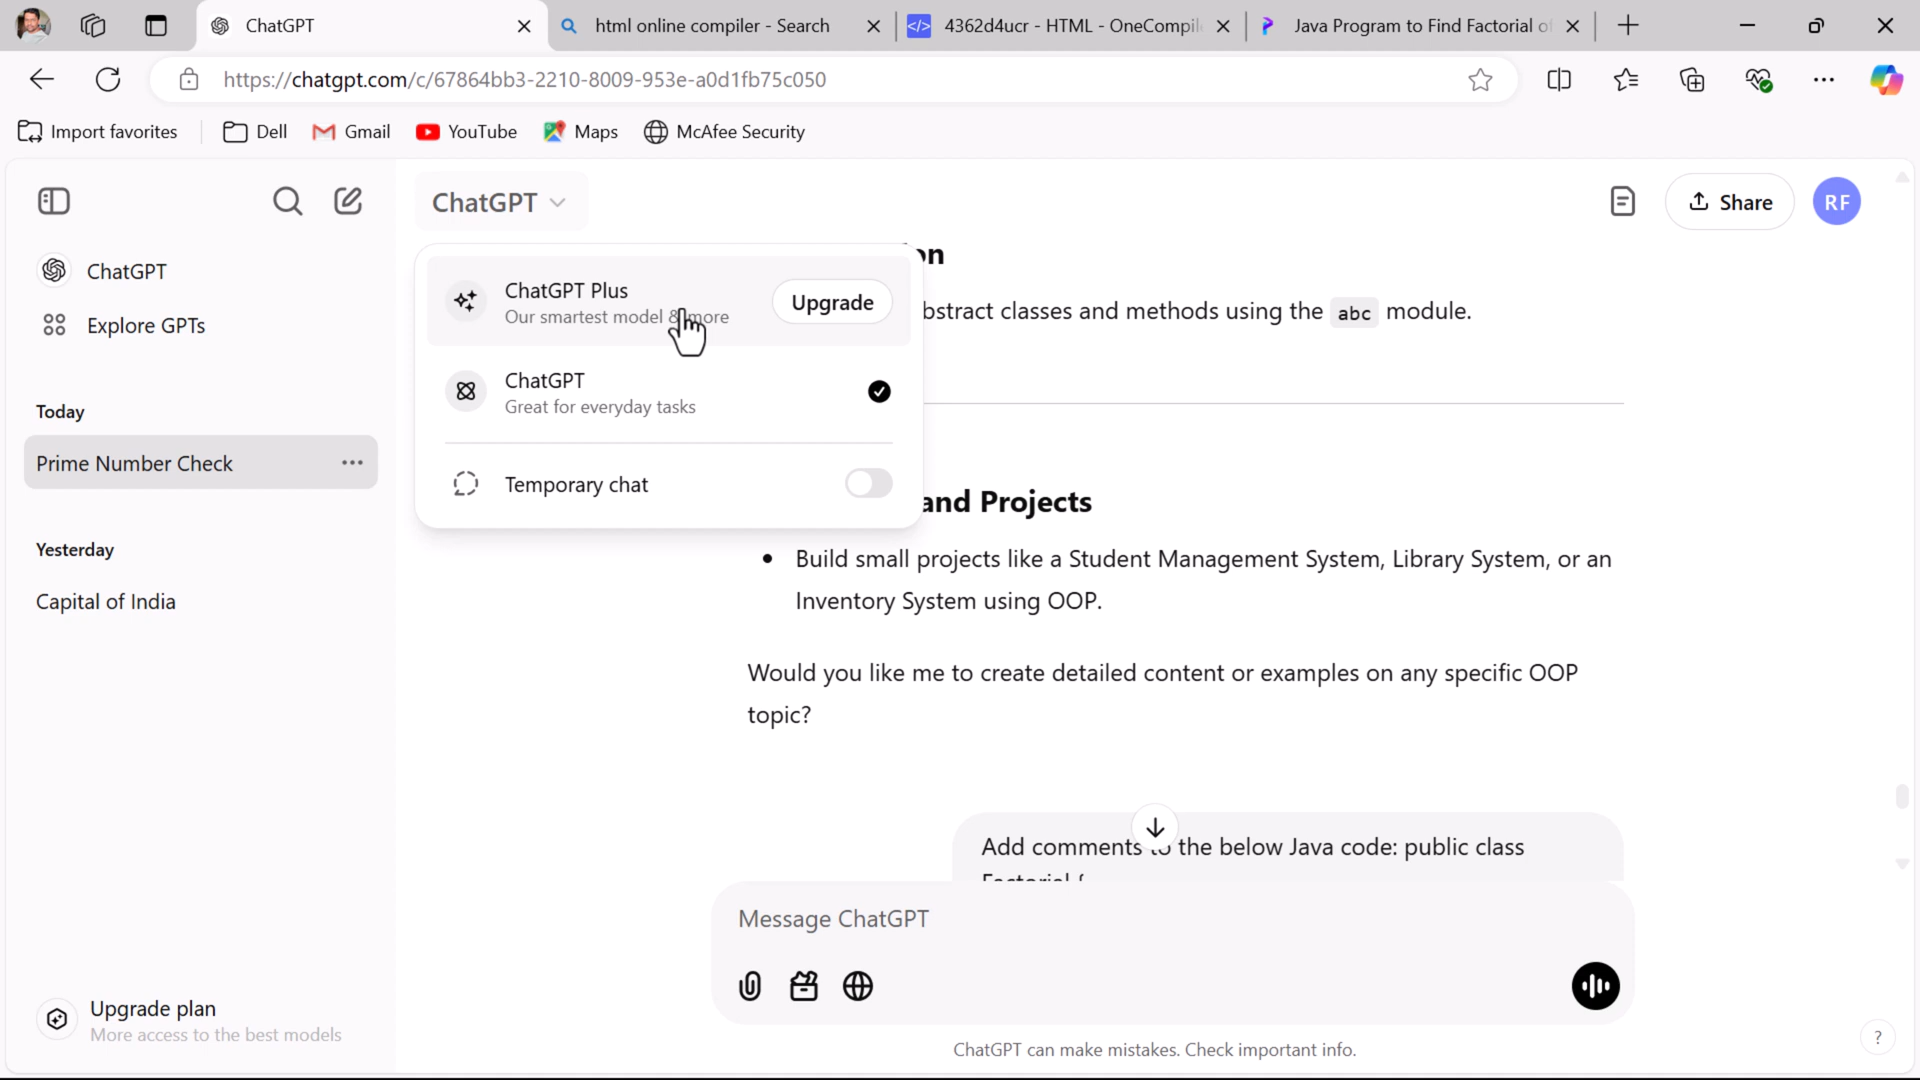 ChatGPT
html online compiler - Search
4362d4ucr - HTML - OneCompil
Java Program to Find Factorial of
https://chatgpt.com/c/67864bb3-2210-8009-953e-a0d1fb75c050
Import favorites
Dell
Gmail
YouTube
Maps
McAfee Security
ChatGPT
Share
RF
ChatGPT
Explore GPTs
Today
Prime Number Check
Yesterday
Capital of India
Upgrade plan
More access to the best models
ChatGPT Plus
Our smartest model & more
Upgrade
ChatGPT
Great for everyday tasks
Temporary chat
on
bstract classes and methods using the abc module.
and Projects
Build small projects like a Student Management System, Library System, or an
Inventory System using OOP.
Would you like me to create detailed content or examples on any specific OOP
topic?
Add comments to the below Java code: public class
Factorial {
Message ChatGPT
ChatGPT can make mistakes. Check important info.
?